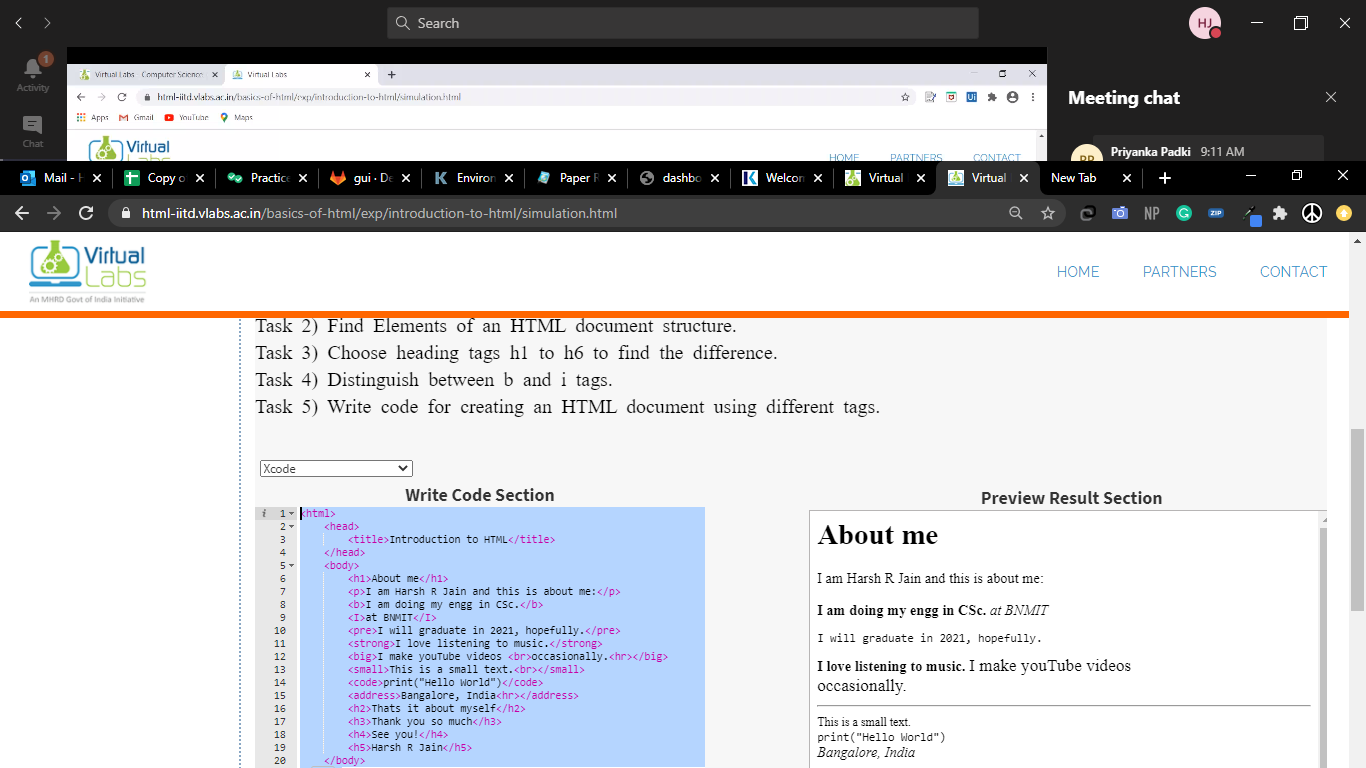 Search
HJ
1
Activity
Chat
Virtual Labs - Computer Science
Virtual Labs
html-iitd.vlabs.ac.in/basics-of-html/exp/introduction-to-html/simulation.html
Apps Gmail YouTube Maps
Virtual
HOME PARTNERS CONTACT
Meeting chat
Priyanka Padki 9:11 AM
Mail - Copy o Practice gui · De Environ Paper dashbo Welcon Virtual Virtual New Tab
html-iitd.vlabs.ac.in/basics-of-html/exp/introduction-to-html/simulation.html
NP
ZIP
Virtual
Labs
An MHRD Govt of India Initiative
HOME PARTNERS CONTACT
Task 2) Find Elements of an HTML document structure.
Task 3) Choose heading tags h1 to h6 to find the difference.
Task 4) Distinguish between b and i tags.
Task 5) Write code for creating an HTML document using different tags.
Xcode
Write Code Section
1 <html>
2 <head>
3 <title>Introduction to HTML</title>
4 </head>
5 <body>
6 <h1>About me</h1>
7 <p>I am Harsh R Jain and this is about me:</p>
8 <b>I am doing my engg in CSc.</b>
9 <I>at BNMIT</I>
10 <pre>I will graduate in 2021, hopefully.</pre>
11 <strong>I love listening to music.</strong>
12 <big>I make youTube videos <br>occasionally.<hr></big>
13 <small>This is a small text.<br></small>
14 <code>print("Hello World")</code>
15 <address>Bangalore, India<hr></address>
16 <h2>Thats it about myself</h2>
17 <h3>Thank you so much</h3>
18 <h4>See you!</h4>
19 <h5>Harsh R Jain</h5>
20 </body>
Preview Result Section
About me
I am Harsh R Jain and this is about me:
I am doing my engg in CSc. at BNMIT
I will graduate in 2021, hopefully.
I love listening to music. I make youTube videos
occasionally.
This is a small text.
print("Hello World")
Bangalore, India